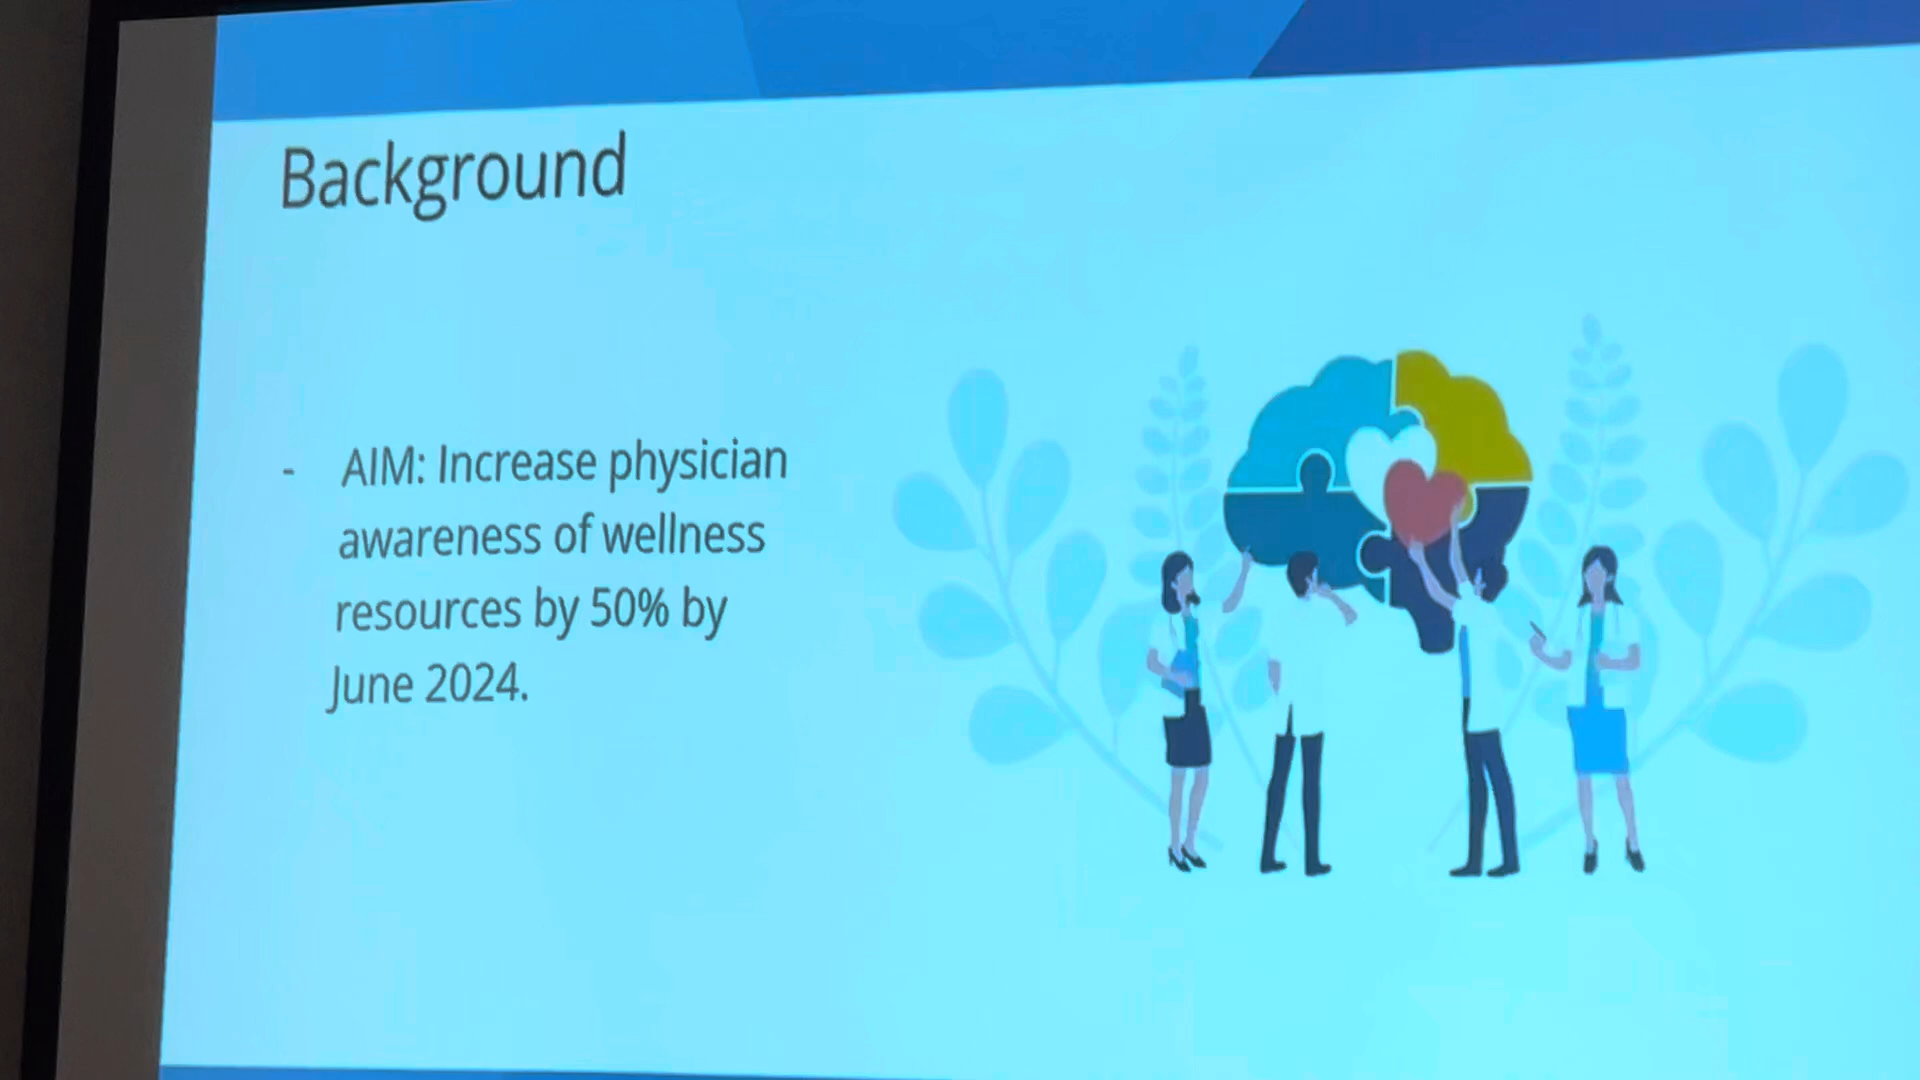 Background
- AIM: Increase physician
awareness of wellness
resources by 50% by
June 2024.